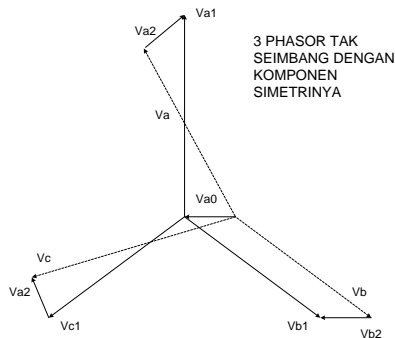 Va1
Va2
3 PHASOR TAK
SEIMBANG DENGAN
KOMPONEN
SIMETRINYA
Va
Va0
Vc
Va2
Vb
Vc1
Vb1
Vb2